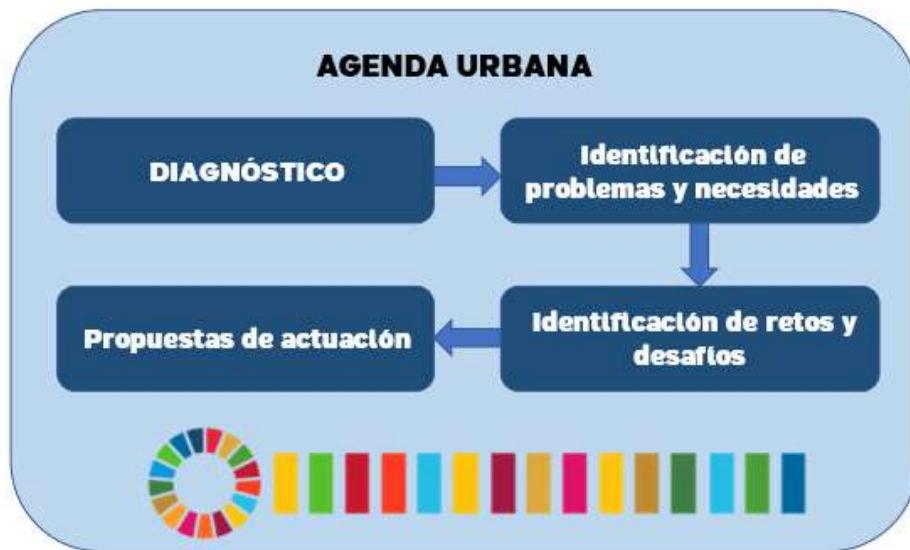 AGENDA URBANA
DIAGNÓSTICO
Identificación de
problemas y necesidades
Propuestas de actuación
Identificación de retos y
desafíos